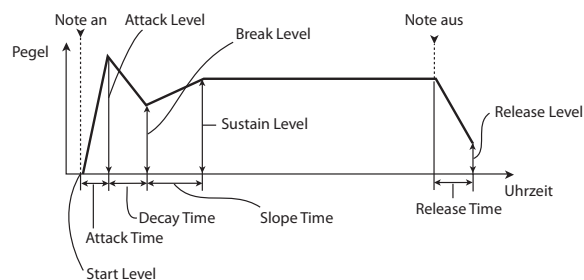 Note an
Attack Level
Break Level
Note aus
Pegel
Release Level
Sustain Level
Uhrzeit
Decay Time
Slope Time
Release Time
Attack Time
Start Level